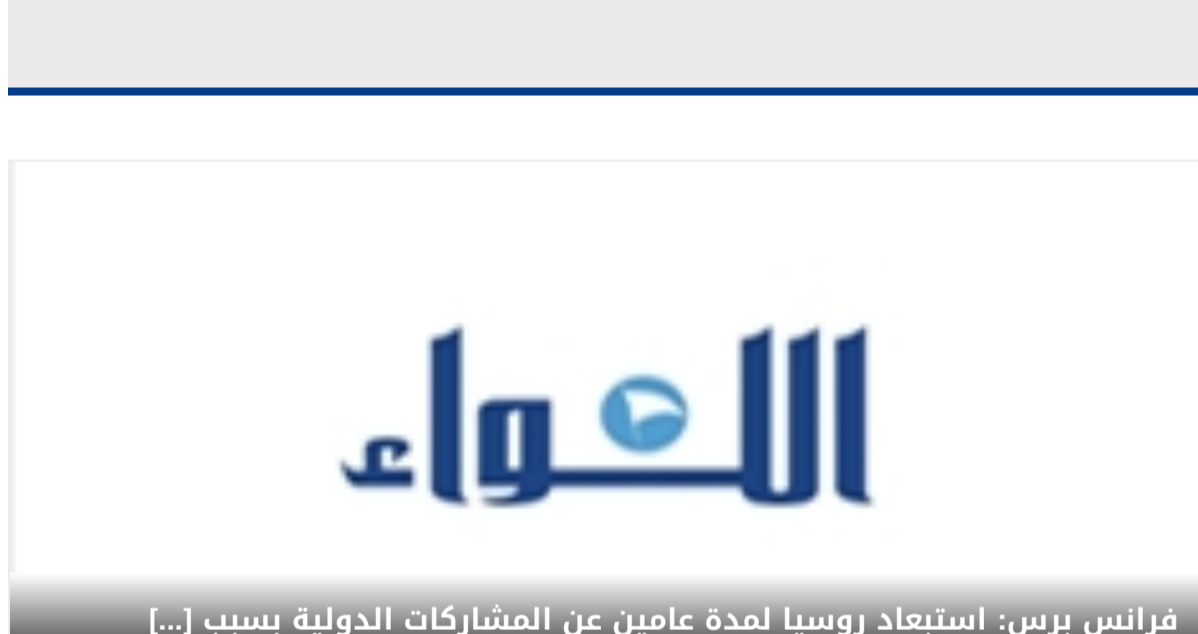 اللواء
فرانس برس: استبعاد روسيا لمدة عامين عن المشاركات الدولية بسبب [...]